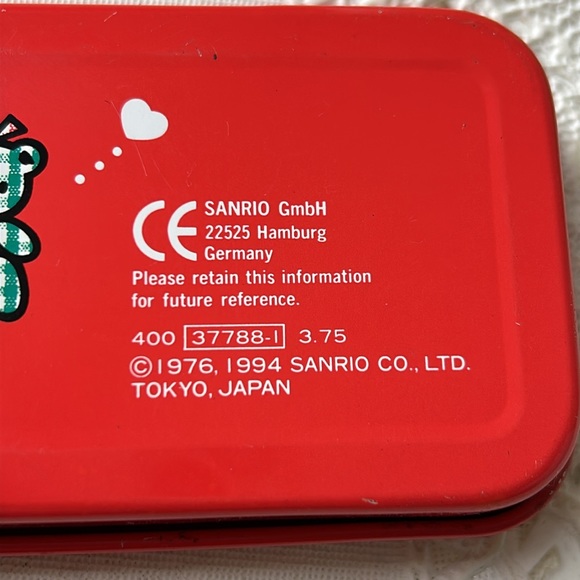 CE SANRIO GmbH
22525 Hamburg
Germany
Please retain this information
for future reference.
400 37788-1 3.75
©1976, 1994 SANRIO CO., LTD.
TOKYO, JAPAN